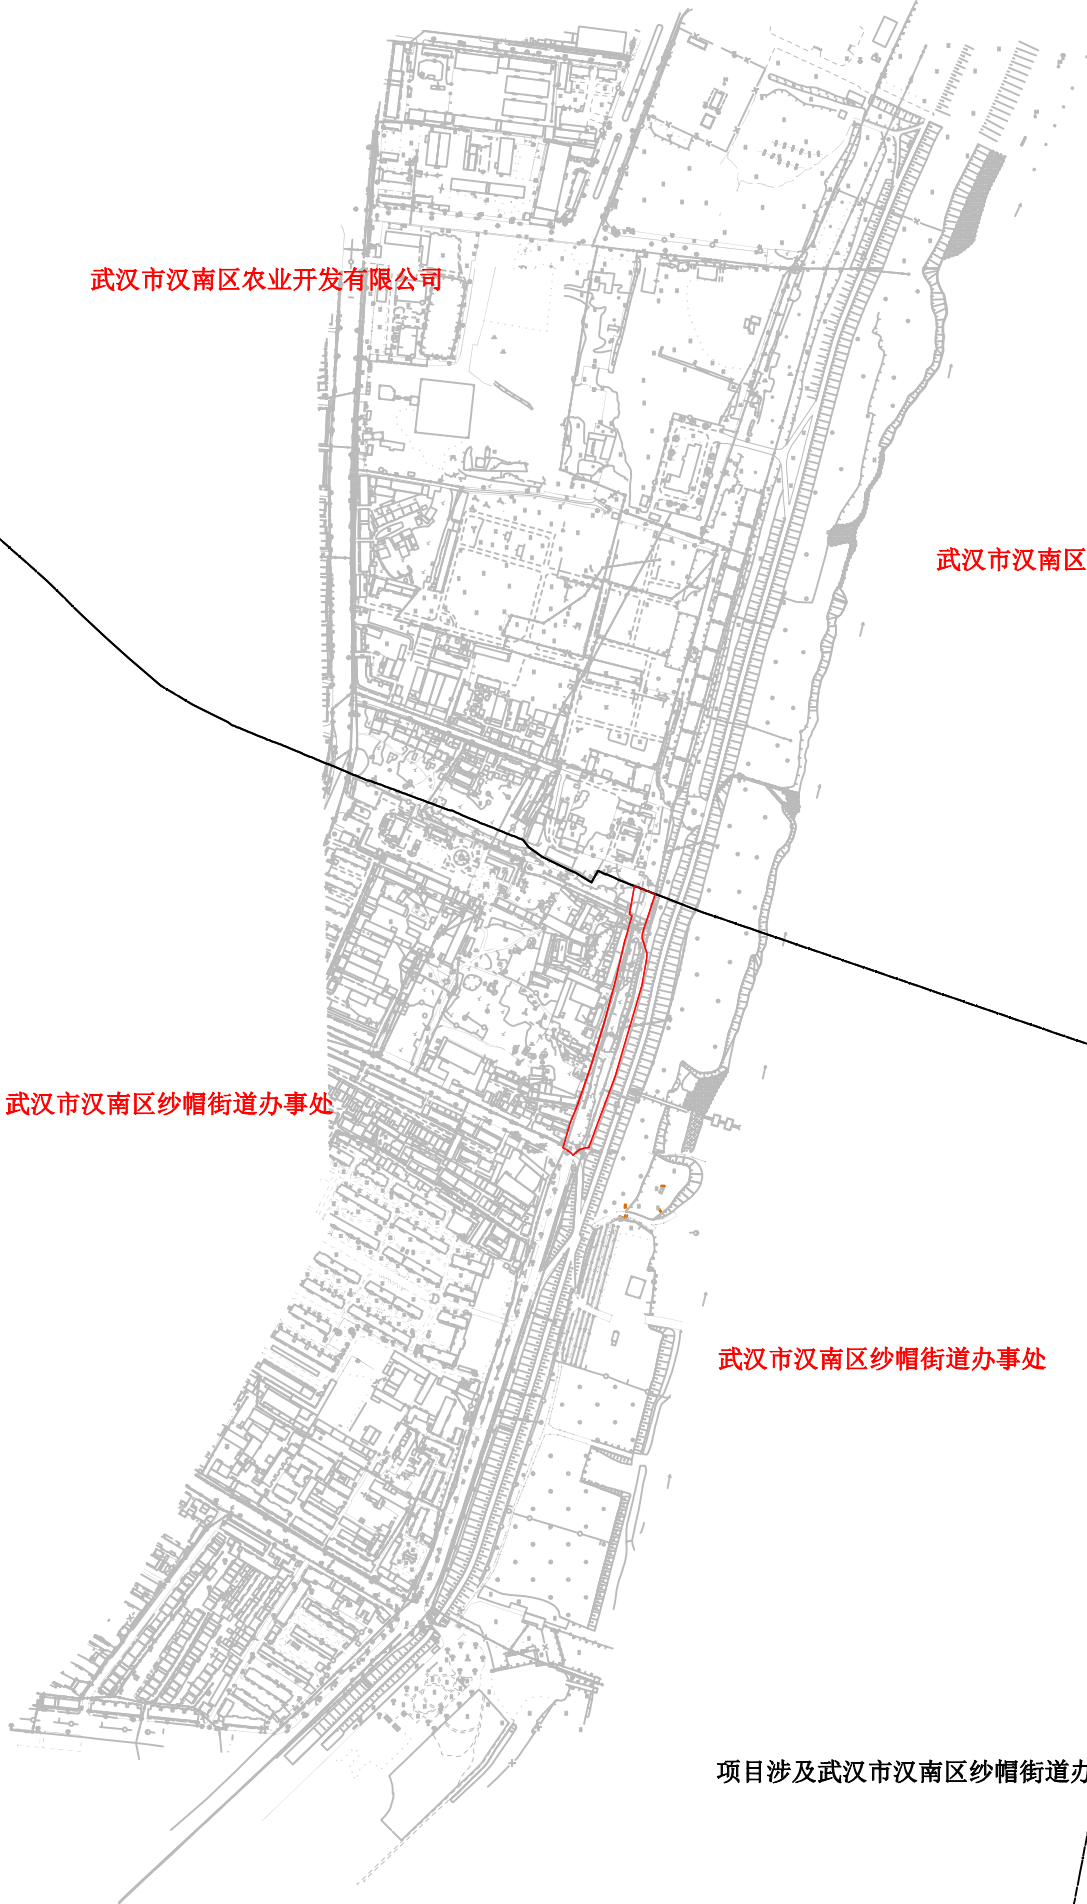 武汉市汉南区农业开发有限公司
武汉市汉南区
武汉市汉南区纱帽街道办事处
武汉市汉南区纱帽街道办事处
项目涉及武汉市汉南区纱帽街道办